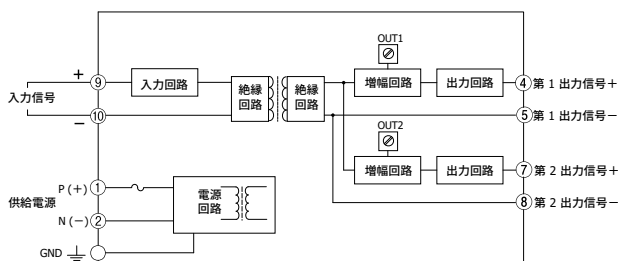 OUT1
+
⑨
入力回路
絶縁
回路
絶縁
回路
増幅回路
出力回路
④
第 1 出力信号+
入力信号
−
⑩
⑤
第 1 出力信号−
OUT2
増幅回路
出力回路
⑦
第 2 出力信号+
⑧
第 2 出力信号−
供給電源
P (+)
①
N (−)
②
電源
回路
GND